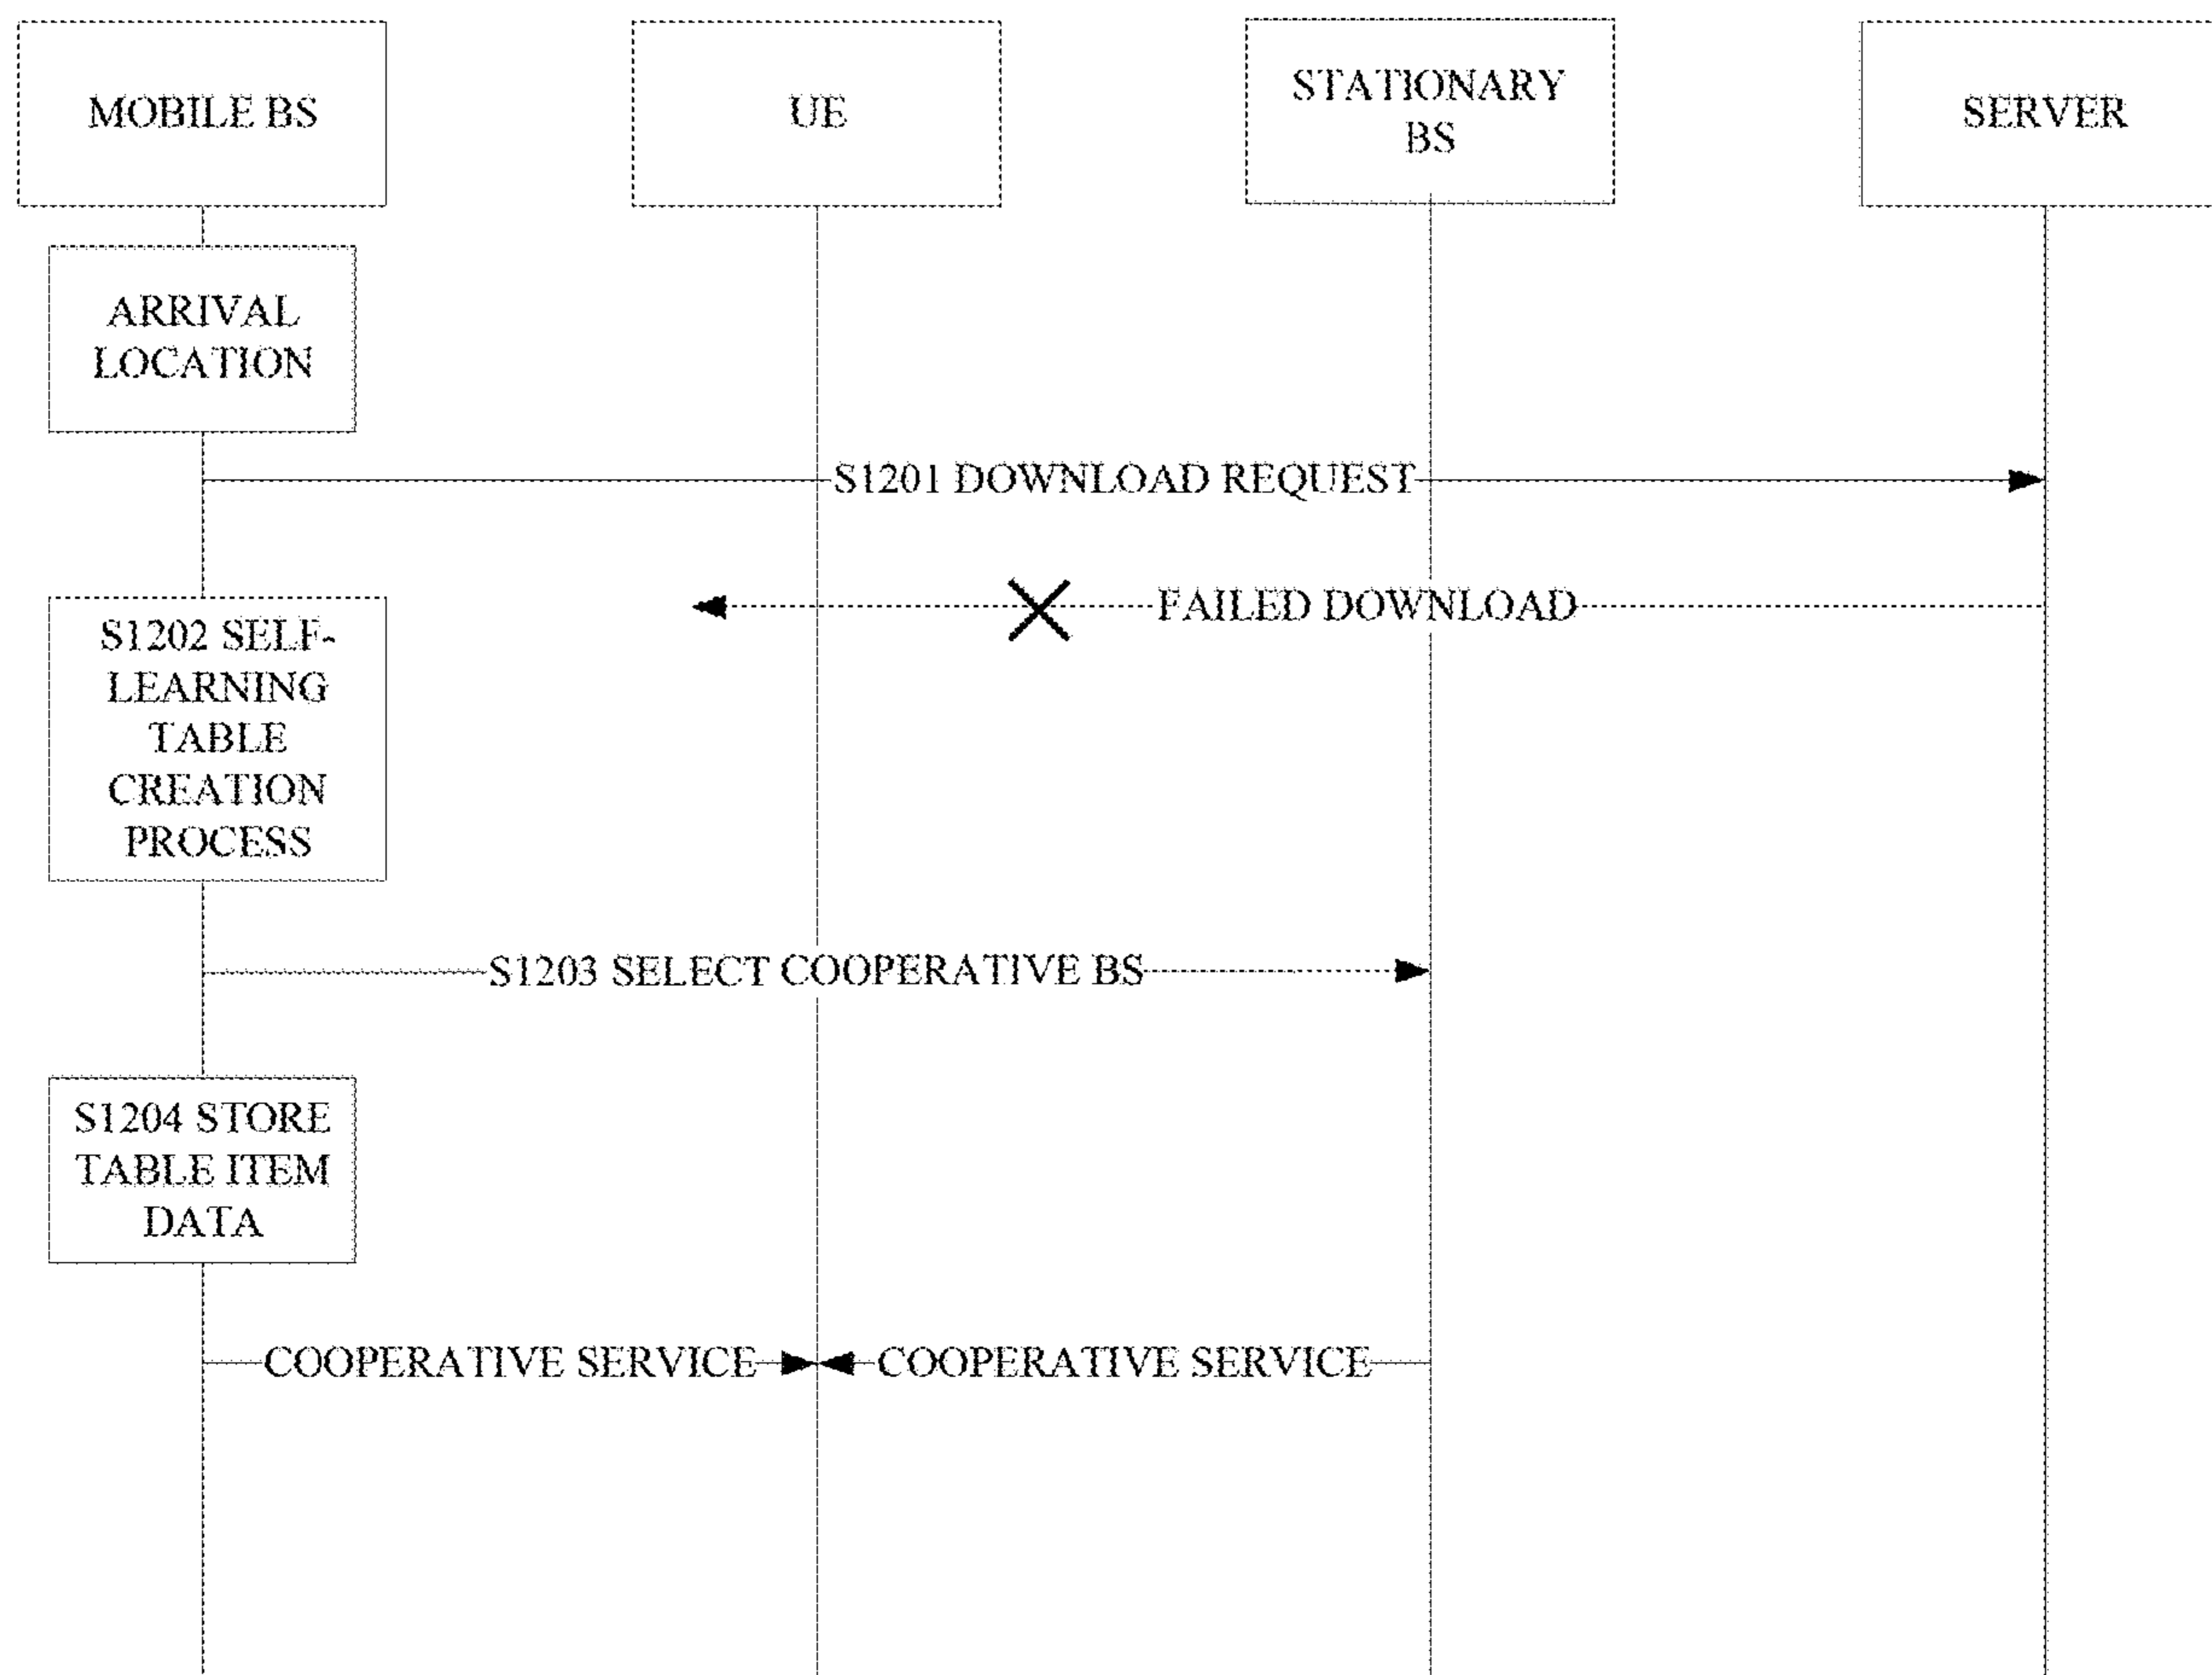 MOBILE BS
UE
STATIONARY
BS
SERVER
ARRIVAL
LOCATION
S1201 DOWNLOAD REQUEST
FAILED DOWNLOAD
S1202 SELF-
LEARNING
TABLE
CREATION
PROCESS
S1203 SELECT COOPERATIVE BS
S1204 STORE
TABLE ITEM
DATA
COOPERATIVE SERVICE
COOPERATIVE SERVICE